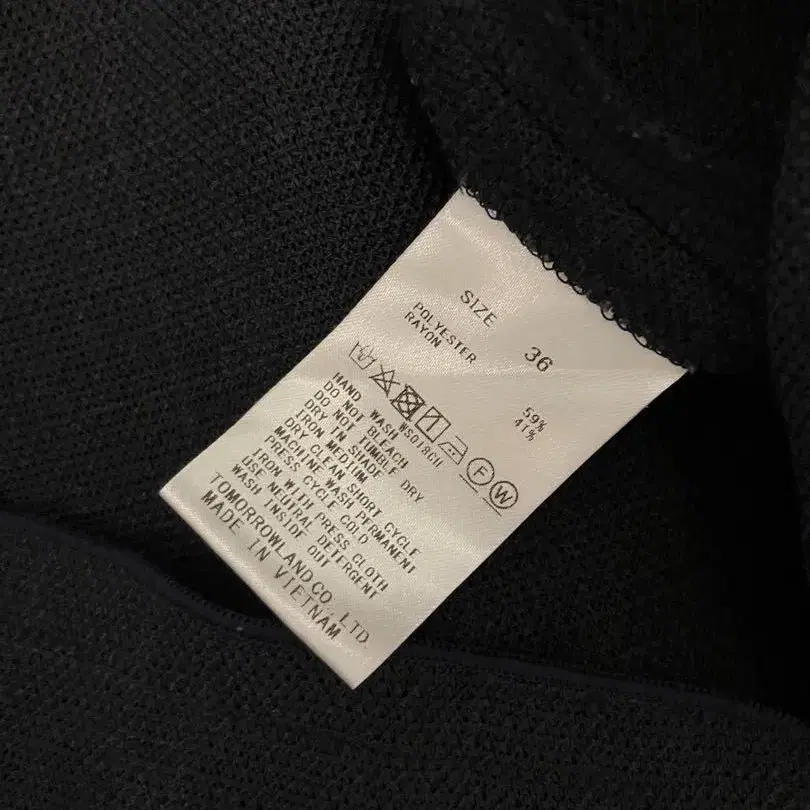 SIZE 36
POLYESTER 59%
RAYON 41%
F W
WS018CH
HAND WASH
DO NOT BLEACH
DO NOT TUMBLE DRY
DRY IN SHADE
IRON MEDIUM
DRY CLEAN SHORT CYCLE
MACHINE WASH PERMANENT
PRESS CYCLE COLD
IRON WITH PRESS CLOTH
USE NEUTRAL DETERGENT
WASH INSIDE OUT
TOMORROWLAND CO., LTD.
MADE IN VIETNAM